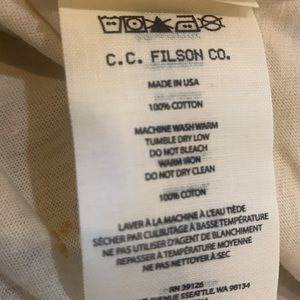 C.C. FILSON CO.
MADE IN USA
100% COTTON
MACHINE WASH WARM
TUMBLE DRY LOW
DO NOT BLEACH
WARM IRON
DO NOT DRY CLEAN
100% COTON
LAVER À LA MACHINE À L'EAU TIÈDE
SÉCHER PAR CULBUTAGE À BASSE TEMPÉRATURE
NE PAS UTILISER D'AGENT DE BLANCHIMENT
REPASSER À TEMPÉRATURE MOYENNE
NE PAS NETTOYER À SEC
RN 39126
AVENUE S SEATTLE, WA 98134